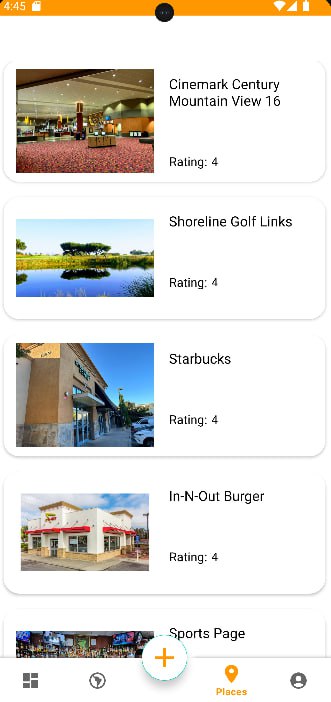 4:45
Cinemark Century
Mountain View 16
Rating: 4
Shoreline Golf Links
Rating: 4
Starbucks
Rating: 4
In-N-Out Burger
Rating: 4
Sports Page
Places